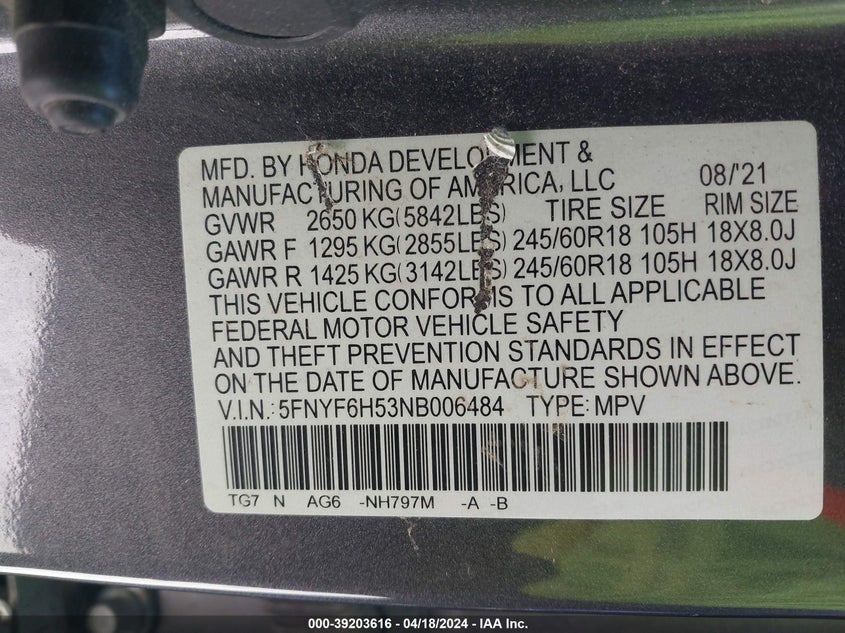 MFD. BY HONDA DEVELOPMENT &
MANUFACTURING OF AMERICA, LLC 08/'21
GVWR 2650 KG(5842LBS) TIRE SIZE RIM SIZE
GAWR F 1295 KG(2855LBS) 245/60R18 105H 18X8.0J
GAWR R 1425 KG(3142LBS) 245/60R18 105H 18X8.0J
THIS VEHICLE CONFORMS TO ALL APPLICABLE
FEDERAL MOTOR VEHICLE SAFETY
AND THEFT PREVENTION STANDARDS IN EFFECT
ON THE DATE OF MANUFACTURE SHOWN ABOVE.
V.I.N.: 5FNYF6H53NB006484 TYPE: MPV
TG7 N AG6 -NH797M -A -B
000-39203616 - 04/18/2024 - IAA Inc.